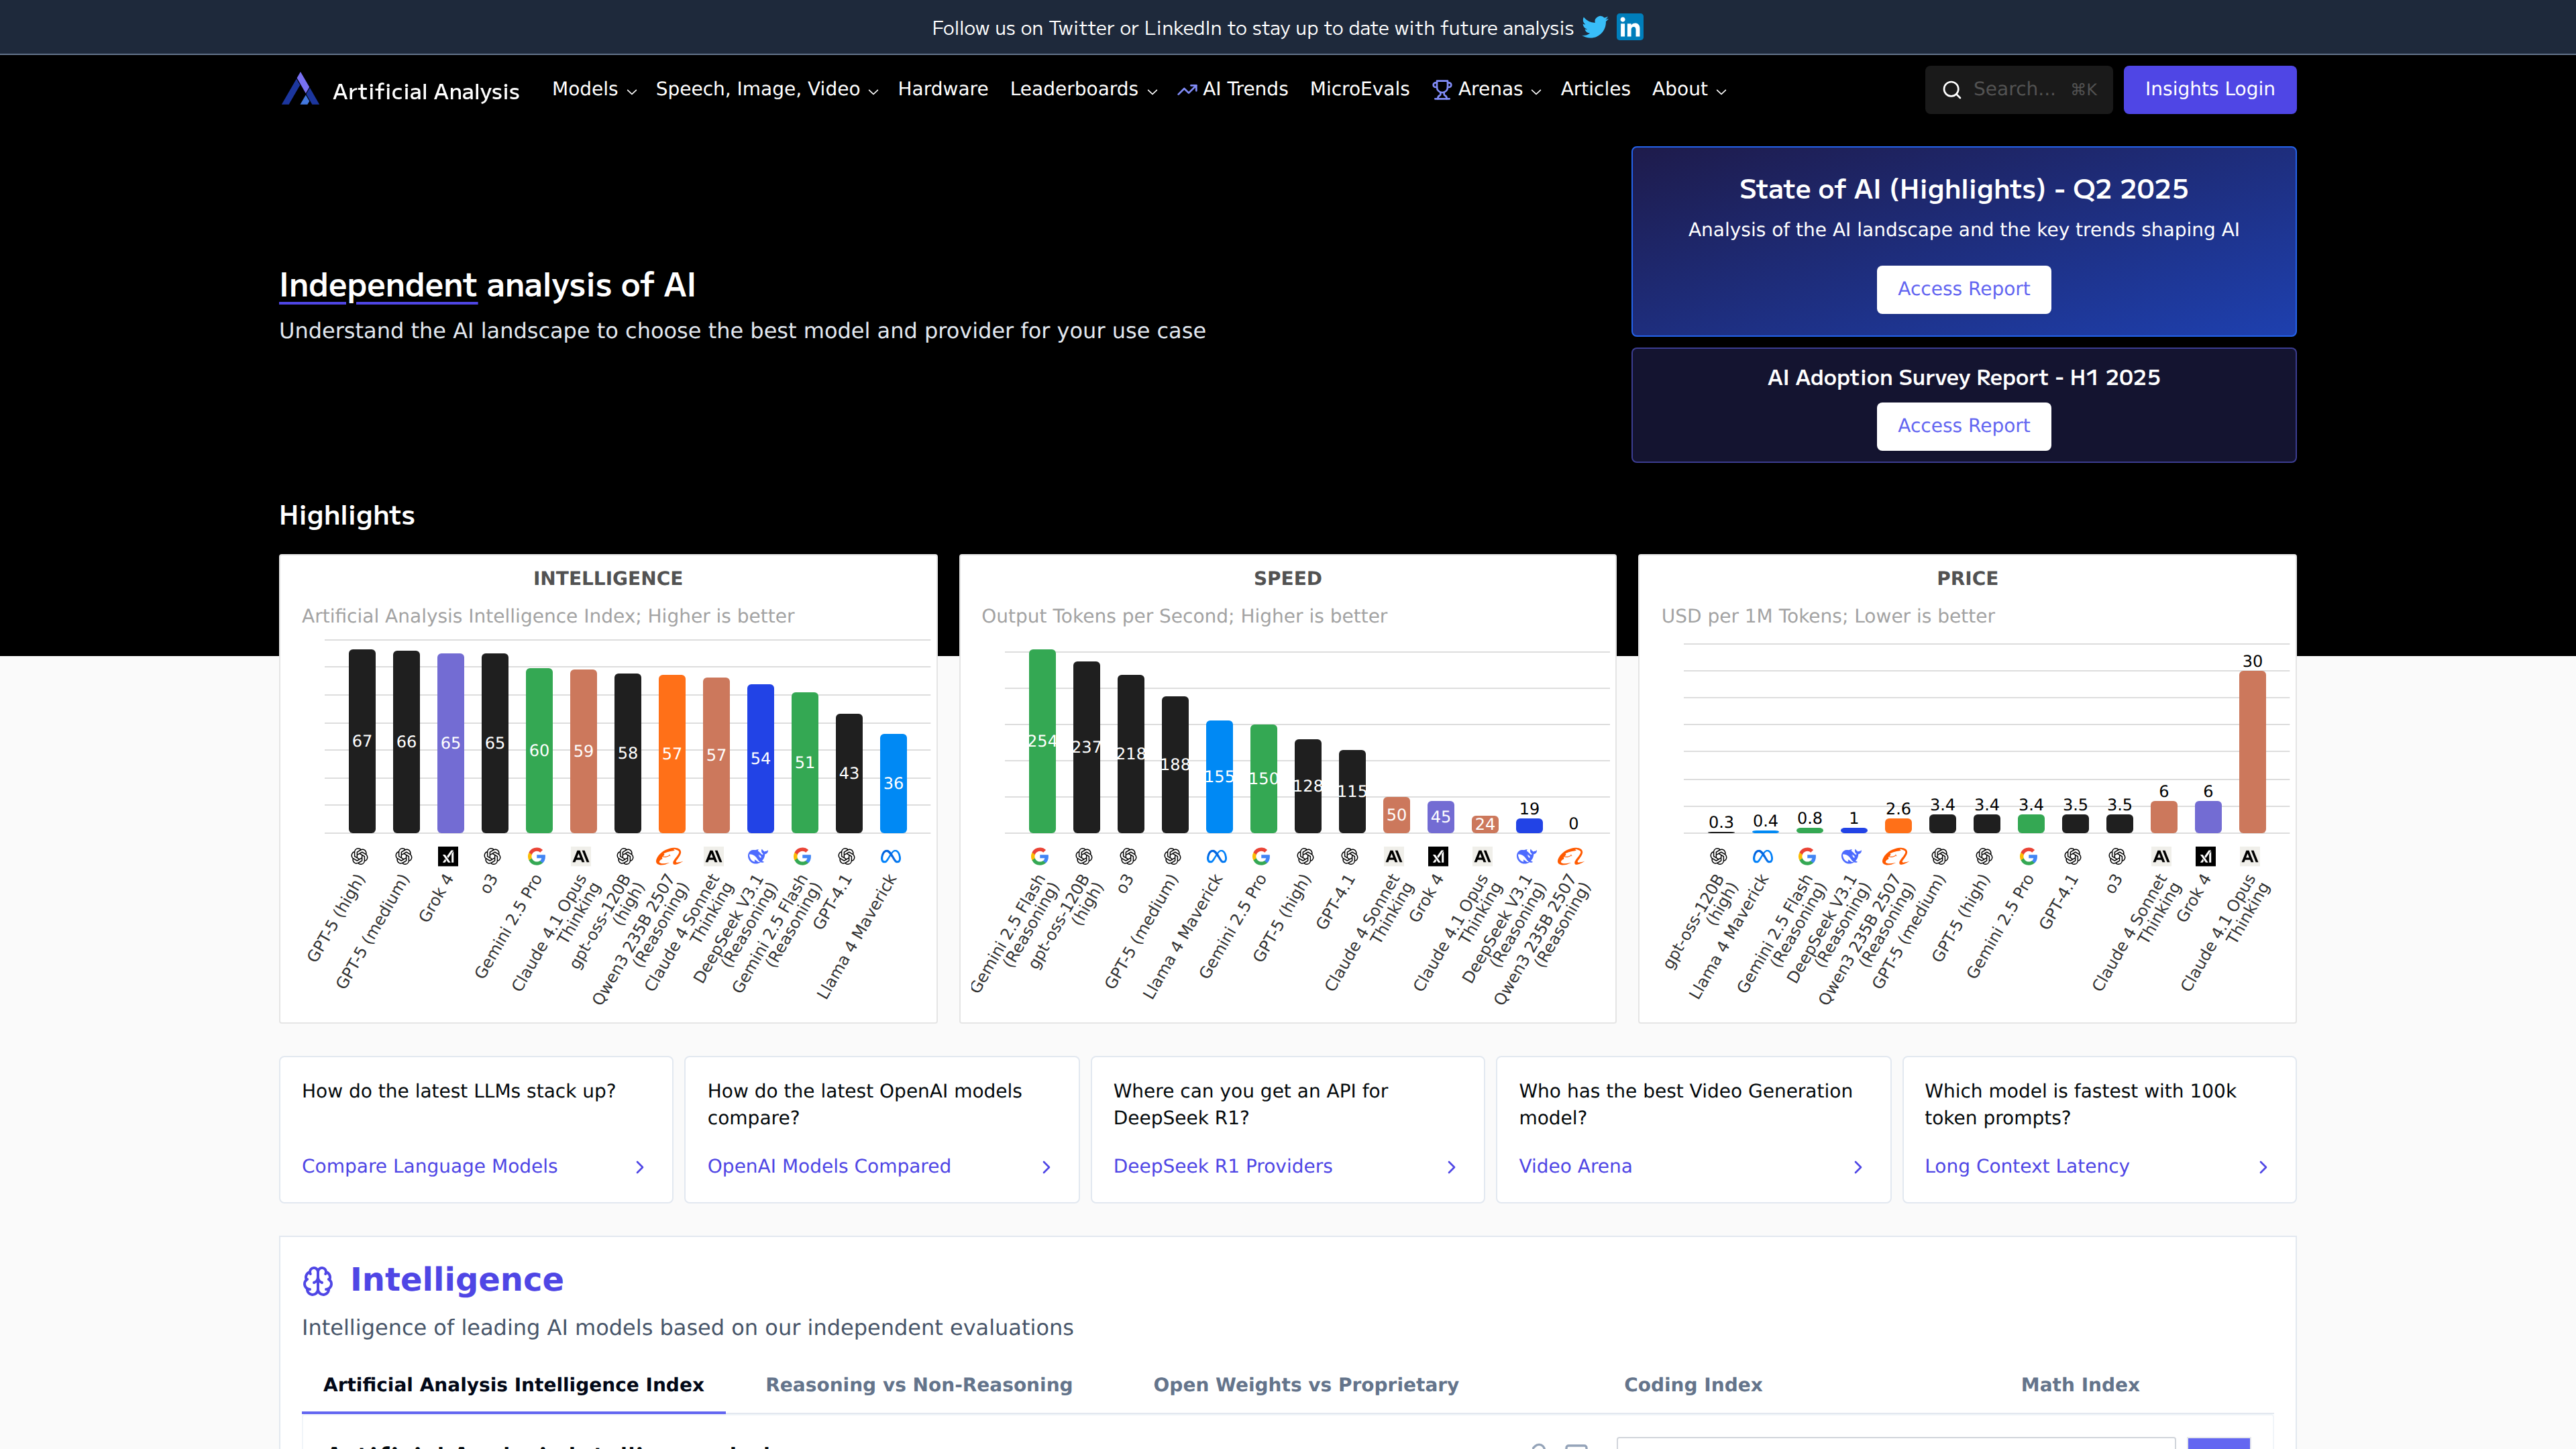 Follow us on Twitter or LinkedIn to stay up to date with future analysis
Artificial Analysis
Models
Speech, Image, Video
Hardware
Leaderboards
AI Trends
MicroEvals
Arenas
Articles
About
Search... ⌘K
Insights Login
State of AI (Highlights) - Q2 2025
Analysis of the AI landscape and the key trends shaping AI
Access Report
Independent analysis of AI
Understand the AI landscape to choose the best model and provider for your use case
AI Adoption Survey Report - H1 2025
Access Report
Highlights
INTELLIGENCE
Artificial Analysis Intelligence Index; Higher is better
67 66 65 65 60 59 58 57 57 54 51 43 36
GPT-5 (high)
GPT-5 (medium)
Grok 4
o3
Gemini 2.5 Pro
Claude 4.1 Opus
Thinking
gpt-oss-120B
(high)
Qwen3 235B 2507
(Reasoning)
Claude 4 Sonnet
Thinking
DeepSeek V3.1
(Reasoning)
Gemini 2.5 Flash
(Reasoning)
GPT-4.1
Llama 4 Maverick
SPEED
Output Tokens per Second; Higher is better
254 237 218 188 155 150 128 115 50 45 24 19 0
Gemini 2.5 Flash
(Reasoning)
gpt-oss-120B
(high)
o3
GPT-5 (medium)
Llama 4 Maverick
Gemini 2.5 Pro
GPT-5 (high)
GPT-4.1
Claude 4 Sonnet
Thinking
Grok 4
Claude 4.1 Opus
Thinking
DeepSeek V3.1
(Reasoning)
Qwen3 235B 2507
(Reasoning)
PRICE
USD per 1M Tokens; Lower is better
0.3 0.4 0.8 1 2.6 3.4 3.4 3.4 3.5 3.5 6 6 30
gpt-oss-120B
(high)
Llama 4 Maverick
Gemini 2.5 Flash
(Reasoning)
DeepSeek V3.1
(Reasoning)
Qwen3 235B 2507
(Reasoning)
GPT-5 (medium)
GPT-5 (high)
Gemini 2.5 Pro
GPT-4.1
o3
Claude 4 Sonnet
Thinking
Grok 4
Claude 4.1 Opus
Thinking
How do the latest LLMs stack up?
Compare Language Models
How do the latest OpenAI models
compare?
OpenAI Models Compared
Where can you get an API for
DeepSeek R1?
DeepSeek R1 Providers
Who has the best Video Generation
model?
Video Arena
Which model is fastest with 100k
token prompts?
Long Context Latency
Intelligence
Intelligence of leading AI models based on our independent evaluations
Artificial Analysis Intelligence Index
Reasoning vs Non-Reasoning
Open Weights vs Proprietary
Coding Index
Math Index